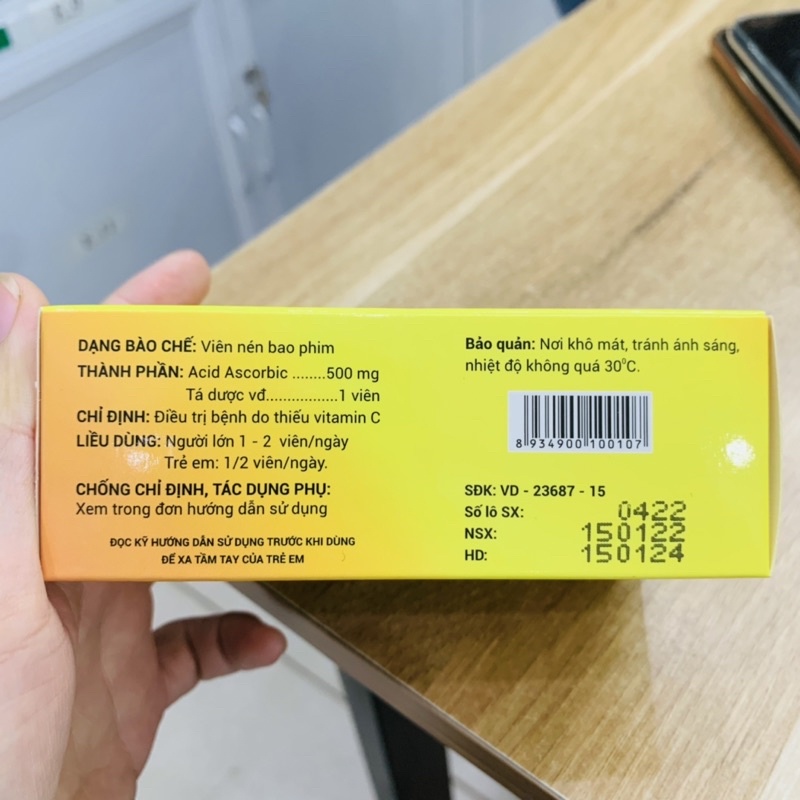 DẠNG BÀO CHẾ: Viên nén bao phim
THÀNH PHẦN: Acid Ascorbic ........500 mg
Tá dược vđ.................1 viên
CHỈ ĐỊNH: Điều trị bệnh do thiếu vitamin C
LIỀU DÙNG: Người lớn 1 - 2 viên/ngày
Trẻ em: 1/2 viên/ngày.
CHỐNG CHỈ ĐỊNH, TÁC DỤNG PHỤ:
Xem trong đơn hướng dẫn sử dụng
ĐỌC KỸ HƯỚNG DẪN SỬ DỤNG TRƯỚC KHI DÙNG
ĐỂ XA TẦM TAY CỦA TRẺ EM
Bảo quản: Nơi khô mát, tránh ánh sáng,
nhiệt độ không quá 30⁰C.
8 934900 100107
SĐK: VD - 23687 - 15
Số lô SX: 0422
NSX: 150122
HD: 150124